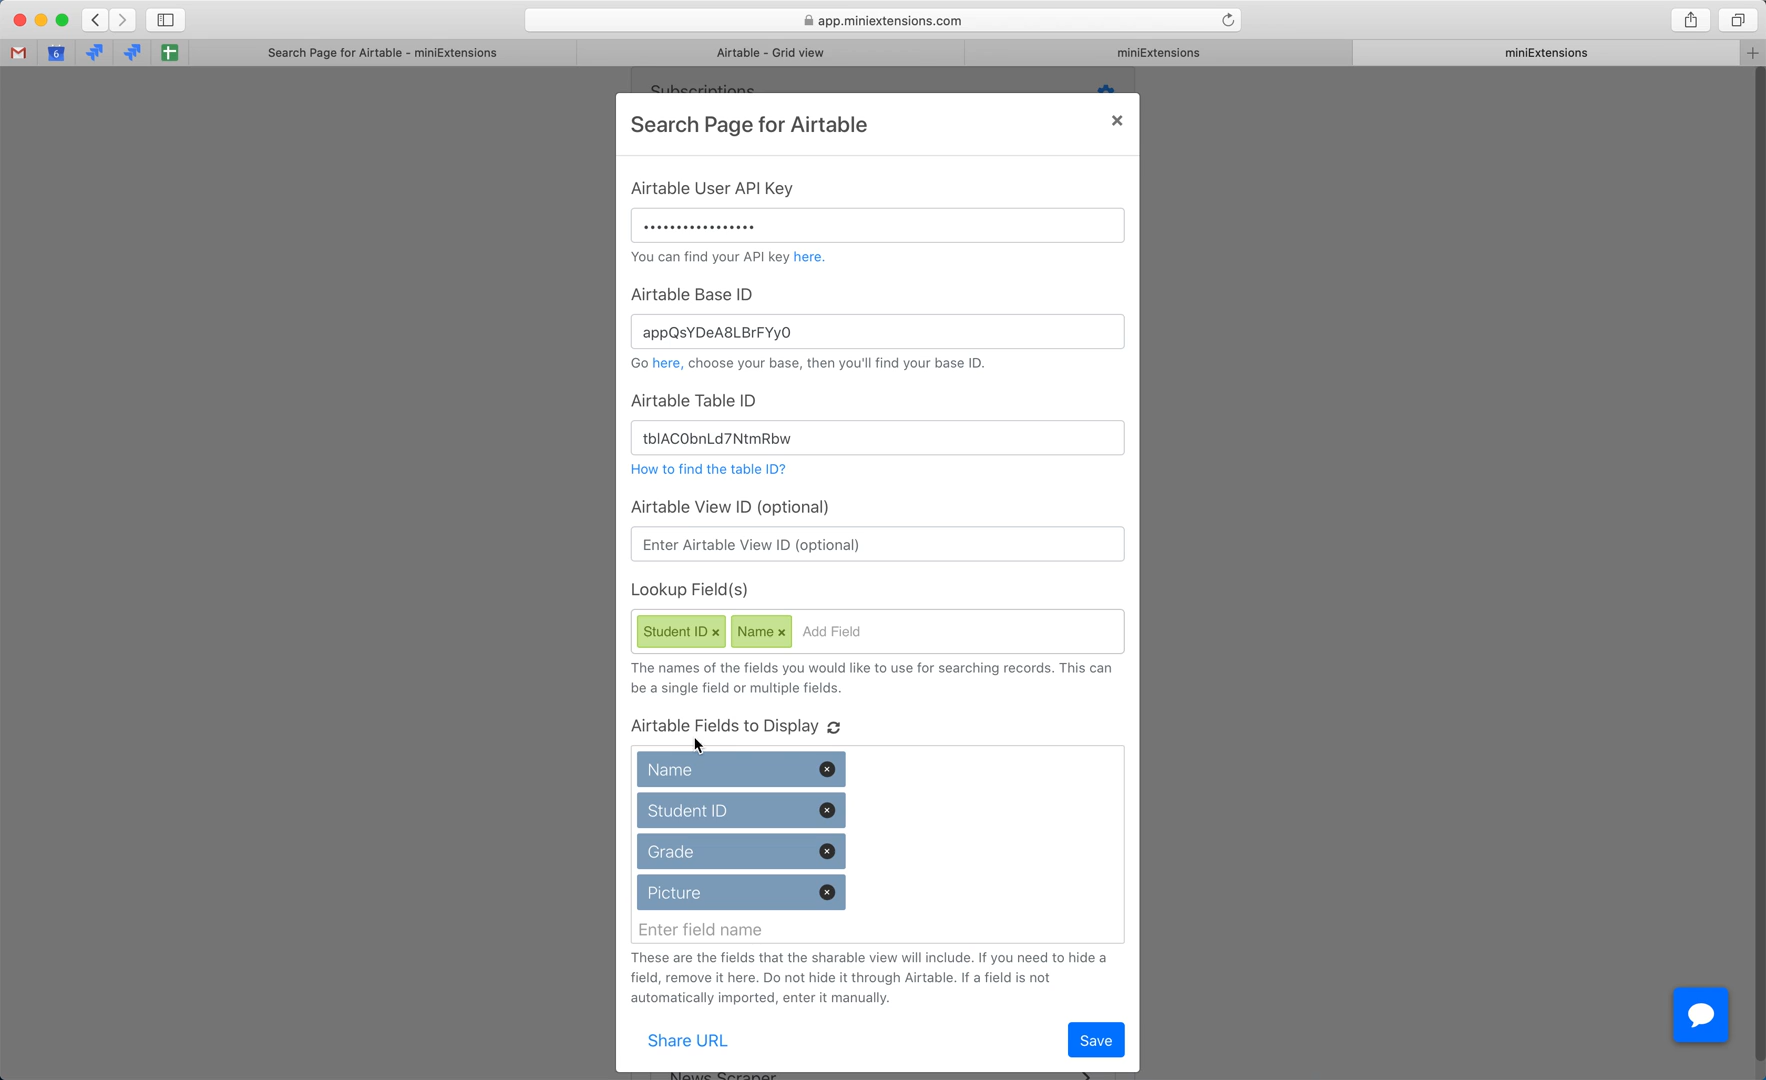 app.miniextensions.com
6
Search Page for Airtable - miniExtensions
Airtable - Grid view
miniExtensions
miniExtensions
Subscriptions
Search Page for Airtable
Airtable User API Key
•••••••••••••••••
You can find your API key here.
Airtable Base ID
appQsYDeA8LBrFYy0
Go here, choose your base, then you'll find your base ID.
Airtable Table ID
tblAC0bnLd7NtmRbw
How to find the table ID?
Airtable View ID (optional)
Enter Airtable View ID (optional)
Lookup Field(s)
Student ID × Name × Add Field
The names of the fields you would like to use for searching records. This can
be a single field or multiple fields.
Airtable Fields to Display
Name
Student ID
Grade
Picture
Enter field name
These are the fields that the sharable view will include. If you need to hide a
field, remove it here. Do not hide it through Airtable. If a field is not
automatically imported, enter it manually.
Share URL
Save
News Scraper